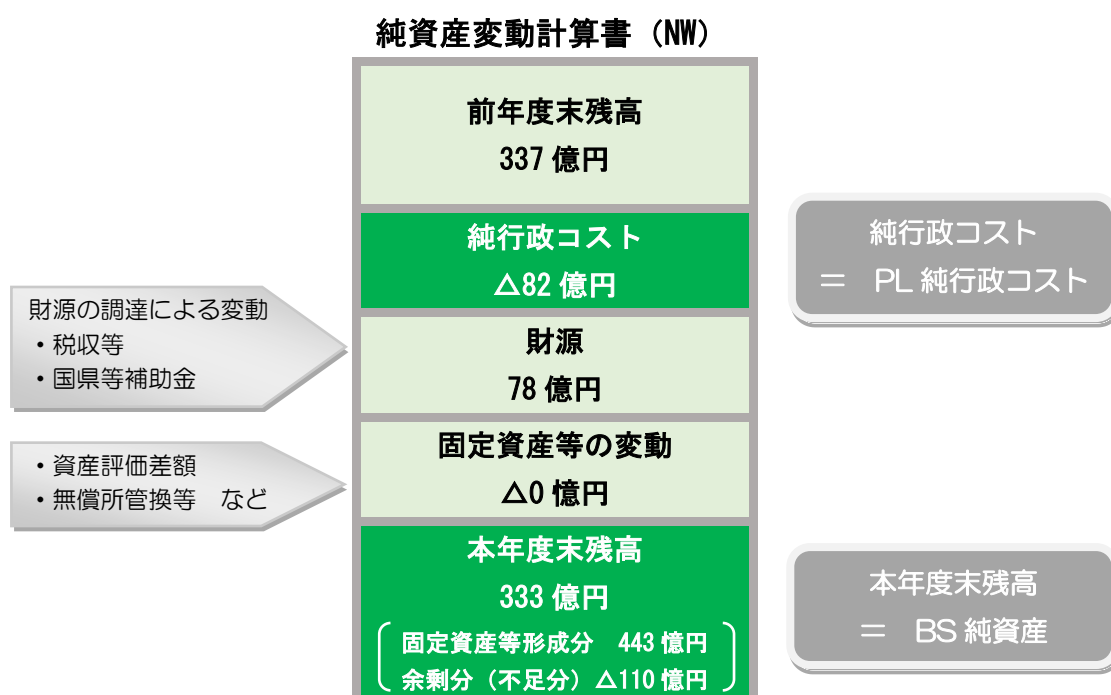 純資産変動計算書（NW）
前年度末残高
337 億円
純行政コスト
△82 億円
純行政コスト
＝ PL 純行政コスト
財源の調達による変動
・税収等
・国県等補助金
財源
78 億円
・資産評価差額
・無償所管換等　など
固定資産等の変動
△0 億円
本年度末残高
333 億円
固定資産等形成分　443 億円
余剰分（不足分）△110 億円
本年度末残高
＝ BS 純資産